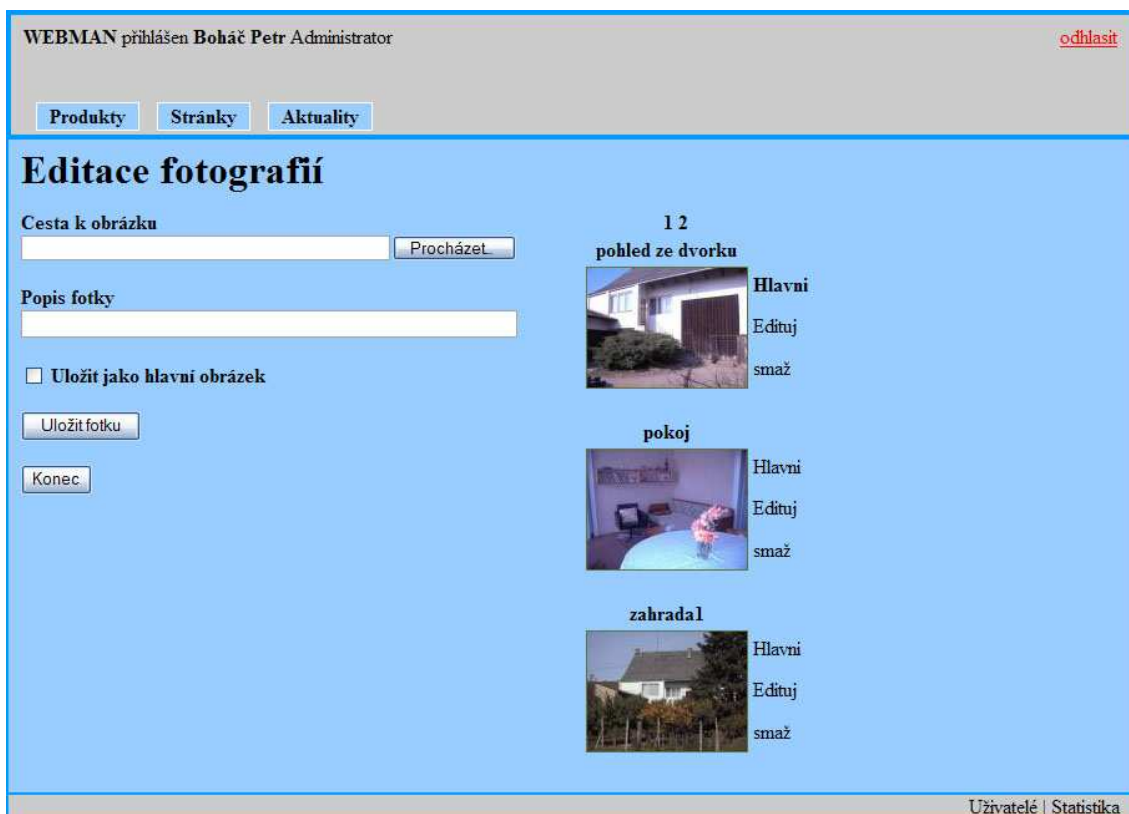 WEBMAN přihlášen Boháč Petr Administrator
odhlasit
Produkty Stránky Aktuality
Editace fotografií
Cesta k obrázku
Procházet...
Popis fotky
Uložit jako hlavní obrázek
Uložit fotku
Konec
1 2
pohled ze dvorku
Hlavni
Edituj
smaž
pokoj
Hlavni
Edituj
smaž
zahrada1
Hlavni
Edituj
smaž
Uživatelé | Statistika